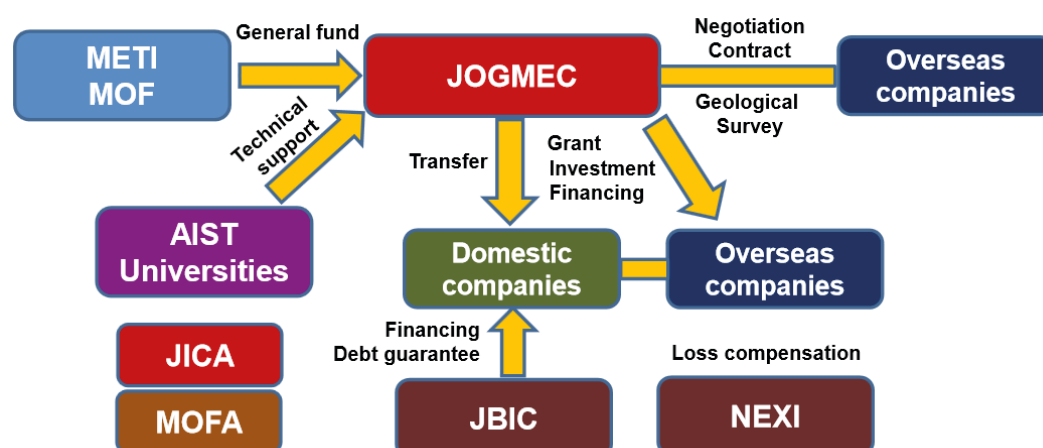 General fund
METI
MOF
JOGMEC
Negotiation
Contract
Overseas
companies
Geological
Survey
Technical
support
Transfer
Grant
Investment
Financing
AIST
Universities
Domestic
companies
Overseas
companies
Financing
Debt guarantee
Loss compensation
JICA
MOFA
JBIC
NEXI